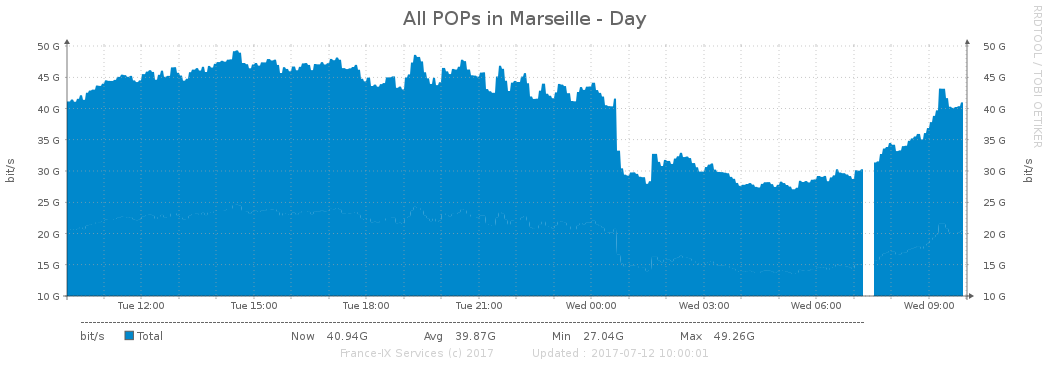 All POPs in Marseille - Day
RRDTOOL / TOBI OETIKER
bit/s
50 G 50 G
45 G 45 G
40 G 40 G
35 G 35 G
30 G 30 G
25 G 25 G
20 G 20 G
15 G 15 G
10 G 10 G
bit/s
Tue 12:00 Tue 15:00 Tue 18:00 Tue 21:00 Wed 00:00 Wed 03:00 Wed 06:00 Wed 09:00
bit/s Total Now 40.94G Avg 39.87G Min 27.04G Max 49.26G
France-IX Services (c) 2017 Updated : 2017-07-12 10:00:01